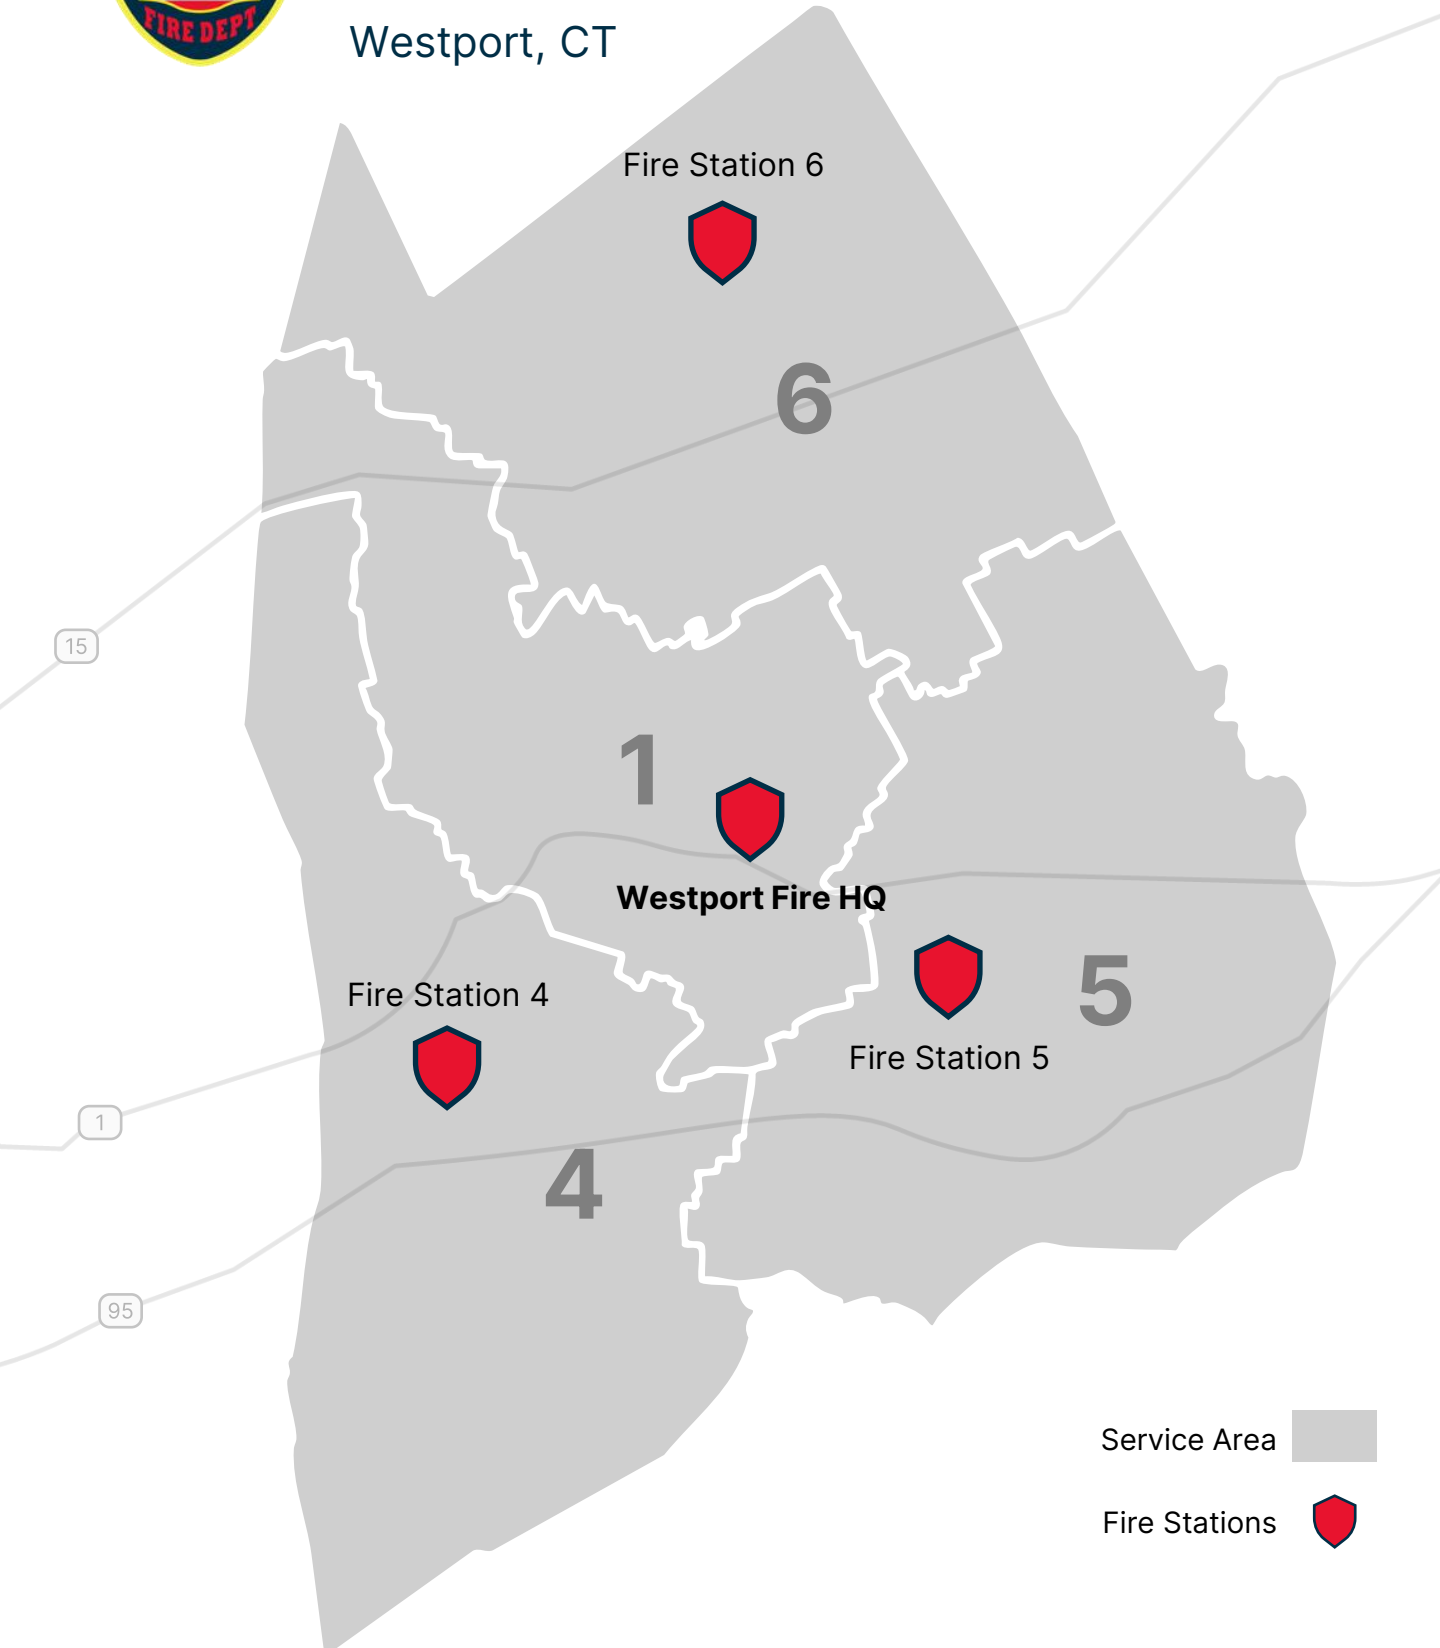 FIRE DEPT
Westport, CT
Fire Station 6
6
15
1
Westport Fire HQ
Fire Station 4
5
Fire Station 5
1
4
95
Service Area
Fire Stations